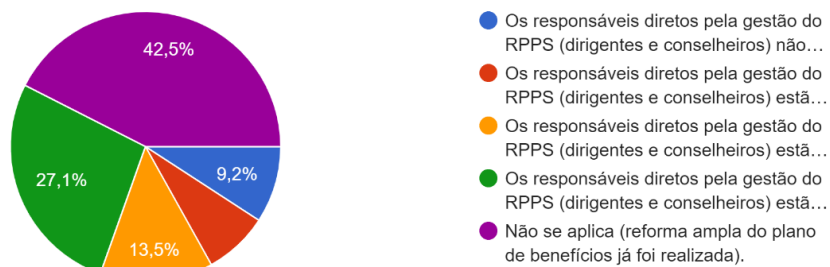 42,5%
27,1%
13,5%
9,2%
Os responsáveis diretos pela gestão do
RPPS (dirigentes e conselheiros) não…
Os responsáveis diretos pela gestão do
RPPS (dirigentes e conselheiros) estã…
Os responsáveis diretos pela gestão do
RPPS (dirigentes e conselheiros) estã…
Os responsáveis diretos pela gestão do
RPPS (dirigentes e conselheiros) estã…
Não se aplica (reforma ampla do plano
de benefícios já foi realizada).